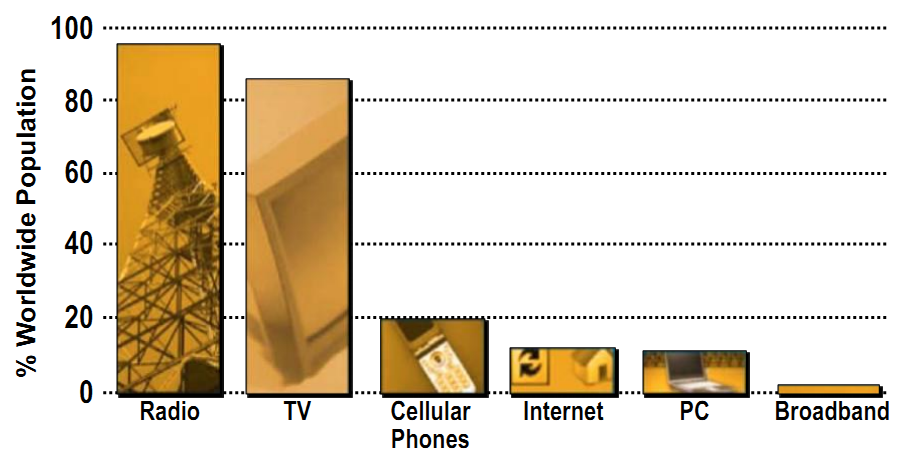 % Worldwide Population
100
80
60
40
20
0
Radio
TV
Cellular
Phones
Internet
PC
Broadband